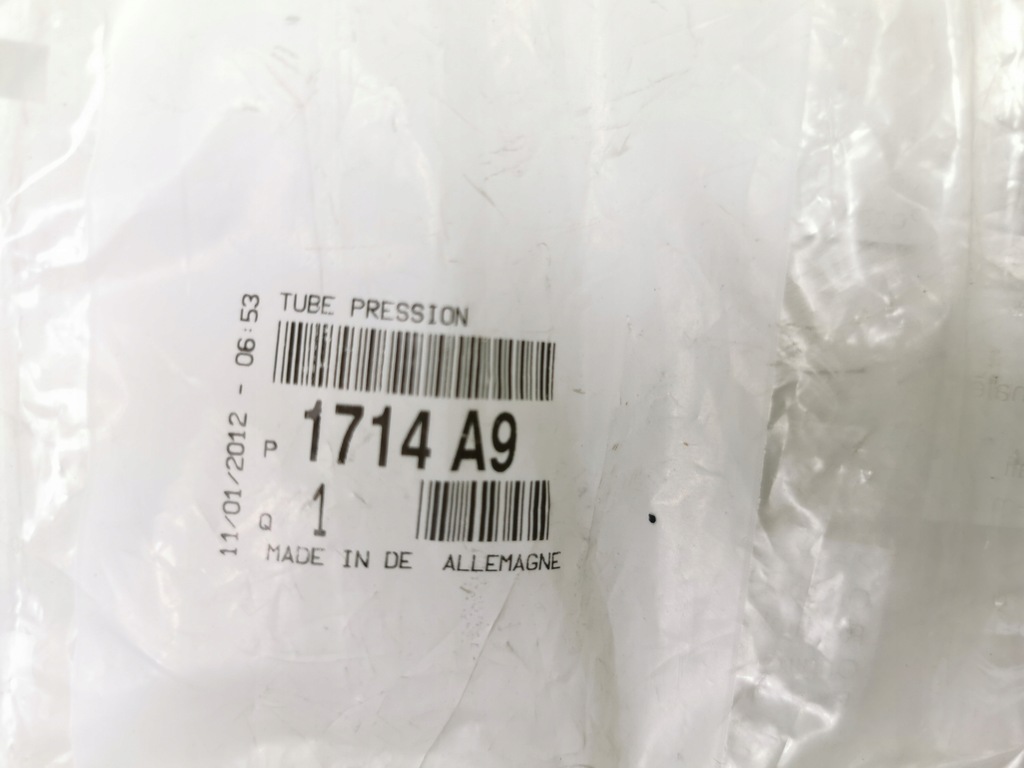 TUBE PRESSION
P 1714 A9
Q 1
MADE IN DE ALLEMAGNE
11/01/2012 - 06:53